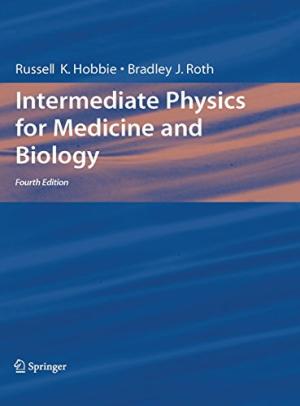 Russell K. Hobbie • Bradley J. Roth
Intermediate Physics
for Medicine and
Biology
Fourth Edition
Springer